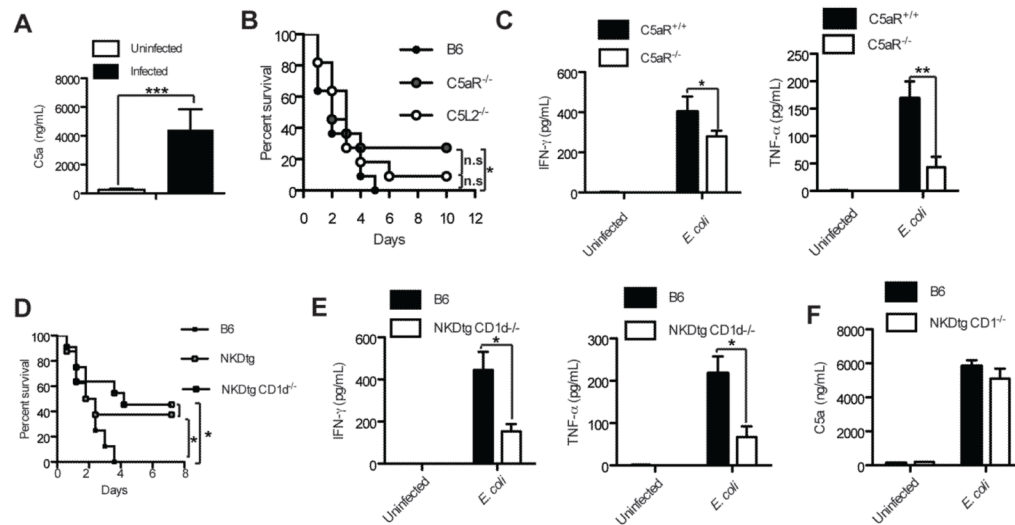 A
Uninfected
Infected
***
8000
6000
4000
2000
0
C5a (ng/mL)
B
B6
C5aR-/-
C5L2-/-
100
80
60
40
20
0
Percent survival
n.s
n.s
*
0 2 4 6 8 10 12
Days
C
C5aR+/+
C5aR-/-
600
400
200
0
IFN-γ (pg/mL)
*
Uninfected
E. coli
C5aR+/+
C5aR-/-
250
200
150
100
50
0
TNF-α (pg/mL)
**
Uninfected
E. coli
D
B6
NKDtg
NKDtg CD1d-/-
100
80
60
40
20
0
Percent survival
*
*
0 2 4 6 8
Days
E
B6
NKDtg CD1d-/-
600
400
200
0
IFN-γ (pg/mL)
*
Uninfected
E. coli
B6
NKDtg CD1d-/-
300
200
100
0
TNF-α (pg/mL)
*
Uninfected
E. coli
F
B6
NKDtg CD1-/-
8000
6000
4000
2000
0
C5a (pg/mL)
Uninfected
E. coli